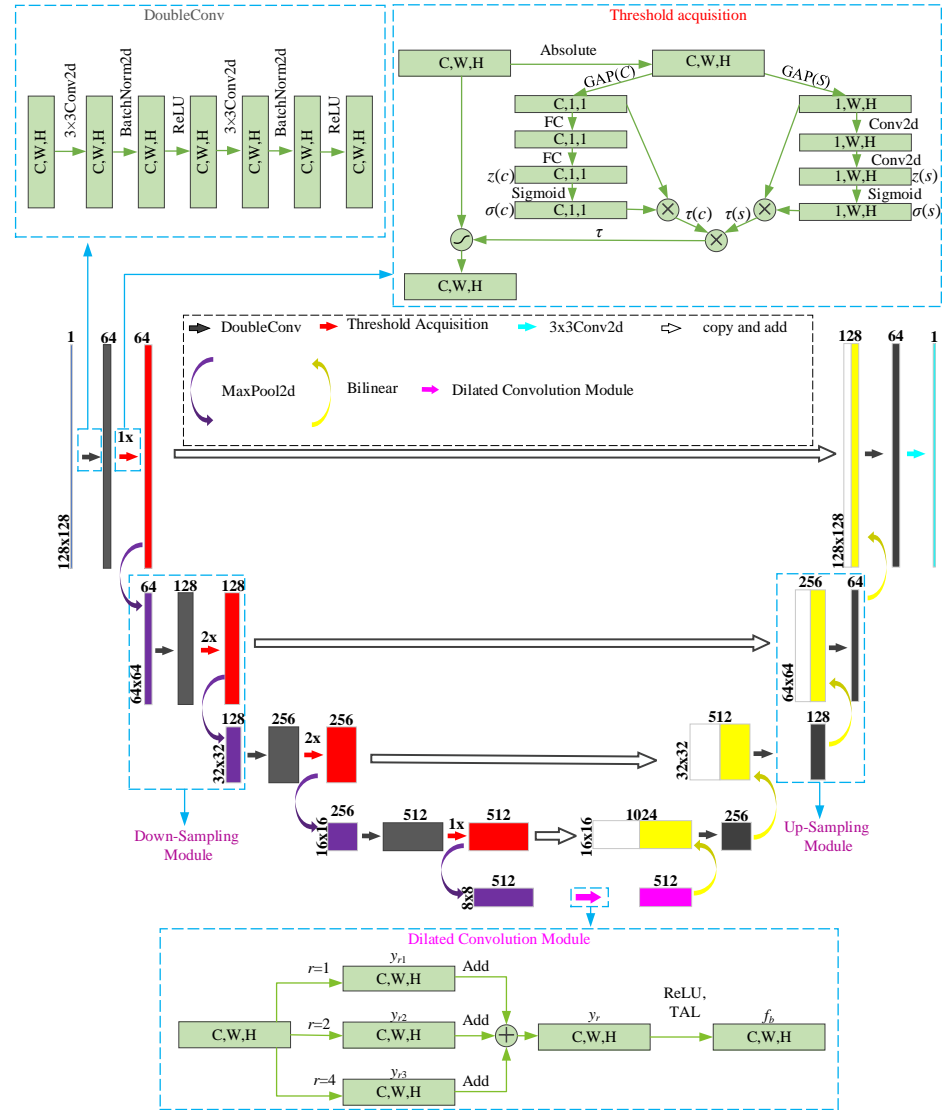 DoubleConv
C,W,H
3×3Conv2d
C,W,H
BatchNorm2d
C,W,H
ReLU
C,W,H
3×3Conv2d
C,W,H
BatchNorm2d
C,W,H
ReLU
C,W,H
Threshold acquisition
C,W,H
Absolute
C,W,H
GAP(C)
GAP(S)
C,1,1
FC
C,1,1
FC
z(c)
C,1,1
Sigmoid
σ(c)
C,1,1
1,W,H
Conv2d
1,W,H
Conv2d
1,W,H
z(s)
Sigmoid
1,W,H
σ(s)
τ(c)
τ(s)
τ
C,W,H
DoubleConv
Threshold Acquisition
3x3Conv2d
copy and add
MaxPool2d
Bilinear
Dilated Convolution Module
1
64
64
1x
128x128
128
64
1
128x128
64
128
128
2x
64x64
256
64
64x64
128
256
256
2x
32x32
512
128
32x32
256
512
512
1x
16x16
1024
256
16x16
512
8x8
512
Down-Sampling
Module
Up-Sampling
Module
Dilated Convolution Module
C,W,H
r=1
yr1
C,W,H
Add
r=2
yr2
C,W,H
Add
r=4
yr3
C,W,H
Add
yr
C,W,H
ReLU,
TAL
fb
C,W,H